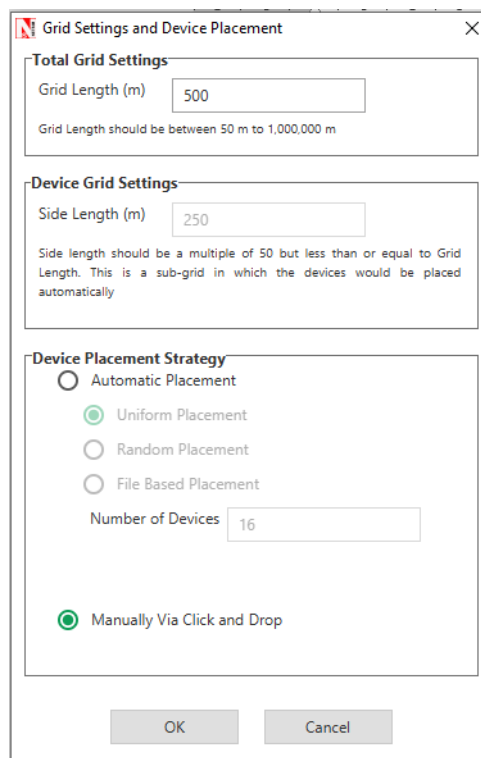 Grid Settings and Device Placement
Total Grid Settings
Grid Length (m) 500
Grid Length should be between 50 m to 1,000,000 m
Device Grid Settings
Side Length (m) 250
Side length should be a multiple of 50 but less than or equal to Grid
Length. This is a sub-grid in which the devices would be placed
automatically
Device Placement Strategy
Automatic Placement
Uniform Placement
Random Placement
File Based Placement
Number of Devices 16
Manually Via Click and Drop
OK Cancel